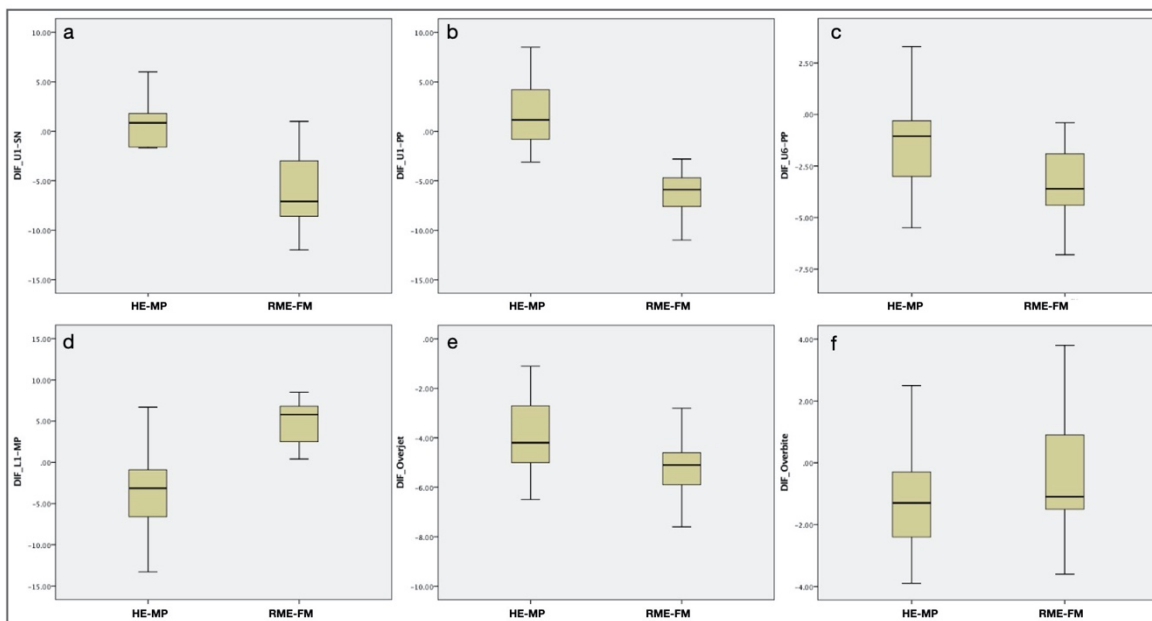 a
10.00
5.00
.00
-5.00
-10.00
-15.00
DIF_U1-SN
HE-MP RME-FM
b
10.00
5.00
.00
-5.00
-10.00
-15.00
DIF_U1-PP
HE-MP RME-FM
c
2.50
.00
-2.50
-5.00
-7.50
DIF_U6-PP
HE-MP RME-FM
d
15.00
10.00
5.00
.00
-5.00
-10.00
-15.00
DIF_L1-MP
HE-MP RME-FM
e
.00
-2.00
-4.00
-6.00
-8.00
-10.00
DIF_Overjet
HE-MP RME-FM
f
4.00
2.00
.00
-2.00
-4.00
DIF_Overbite
HE-MP RME-FM